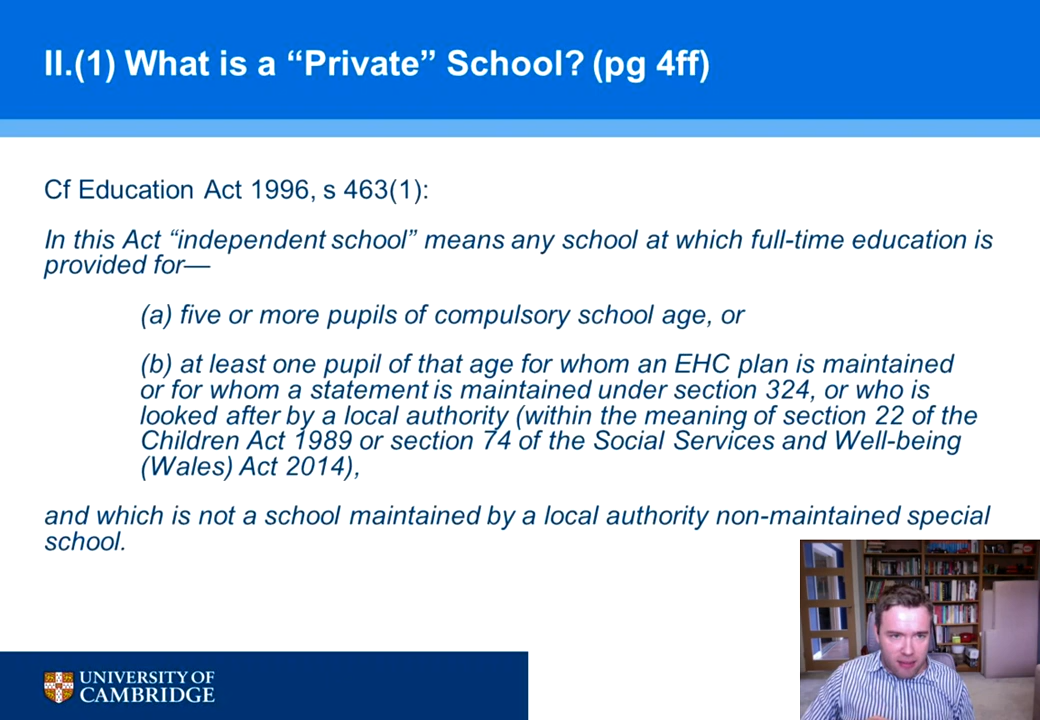 II.(1) What is a “Private” School? (pg 4ff)
Cf Education Act 1996, s 463(1):
In this Act “independent school” means any school at which full-time education is
provided for—
(a) five or more pupils of compulsory school age, or
(b) at least one pupil of that age for whom an EHC plan is maintained
or for whom a statement is maintained under section 324, or who is
looked after by a local authority (within the meaning of section 22 of the
Children Act 1989 or section 74 of the Social Services and Well-being
(Wales) Act 2014),
and which is not a school maintained by a local authority non-maintained special
school.
UNIVERSITY OF
CAMBRIDGE